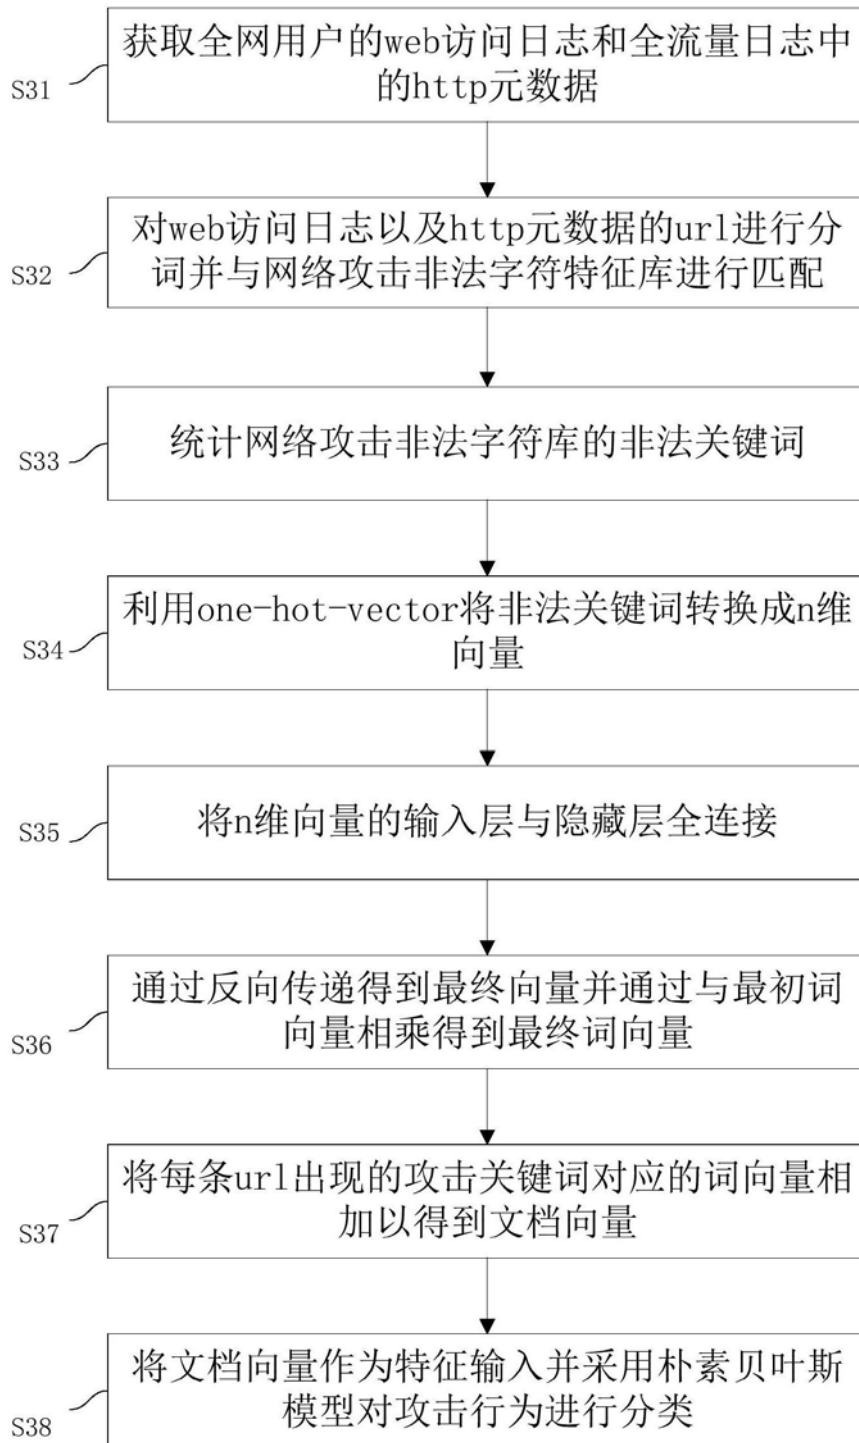 获取全网用户的web访问日志和全流量日志中
的http元数据
S31
对web访问日志以及http元数据的url进行分
词并与网络攻击非法字符特征库进行匹配
S32
统计网络攻击非法字符库的非法关键词
S33
利用one-hot-vector将非法关键词转换成n维
向量
S34
将n维向量的输入层与隐藏层全连接
S35
通过反向传递得到最终向量并通过与最初词
向量相乘得到最终词向量
S36
将每条url出现的攻击关键词对应的词向量相
加以得到文档向量
S37
将文档向量作为特征输入并采用朴素贝叶斯
模型对攻击行为进行分类
S38